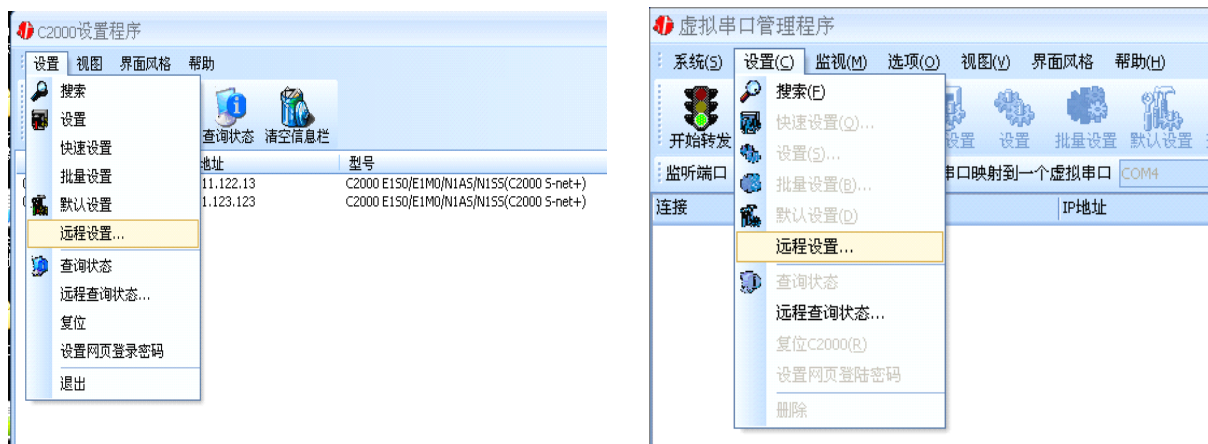 C2000设置程序
设置 视图 界面风格 帮助
搜索
设置
快速设置
批量设置
默认设置
远程设置...
查询状态
远程查询状态...
复位
设置网页登录密码
退出
查询状态 清空信息栏
地址 型号
11.122.13 C2000 E1S0/E1M0/N1AS/N1S5(C2000 S-net+)
1.123.123 C2000 E1S0/E1M0/N1AS/N1S5(C2000 S-net+)
虚拟串口管理程序
系统(S) 设置(C) 监视(M) 选项(O) 视图(V) 界面风格 帮助(H)
搜索(F)
快速设置(Q)...
设置(S)...
批量设置(B)...
默认设置(D)
远程设置...
查询状态
远程查询状态...
复位C2000(R)
设置网页登陆密码
删除
开始转发 设置 设置 批量设置 默认设置
监听端口 串口映射到一个虚拟串口 COM4
连接 IP地址